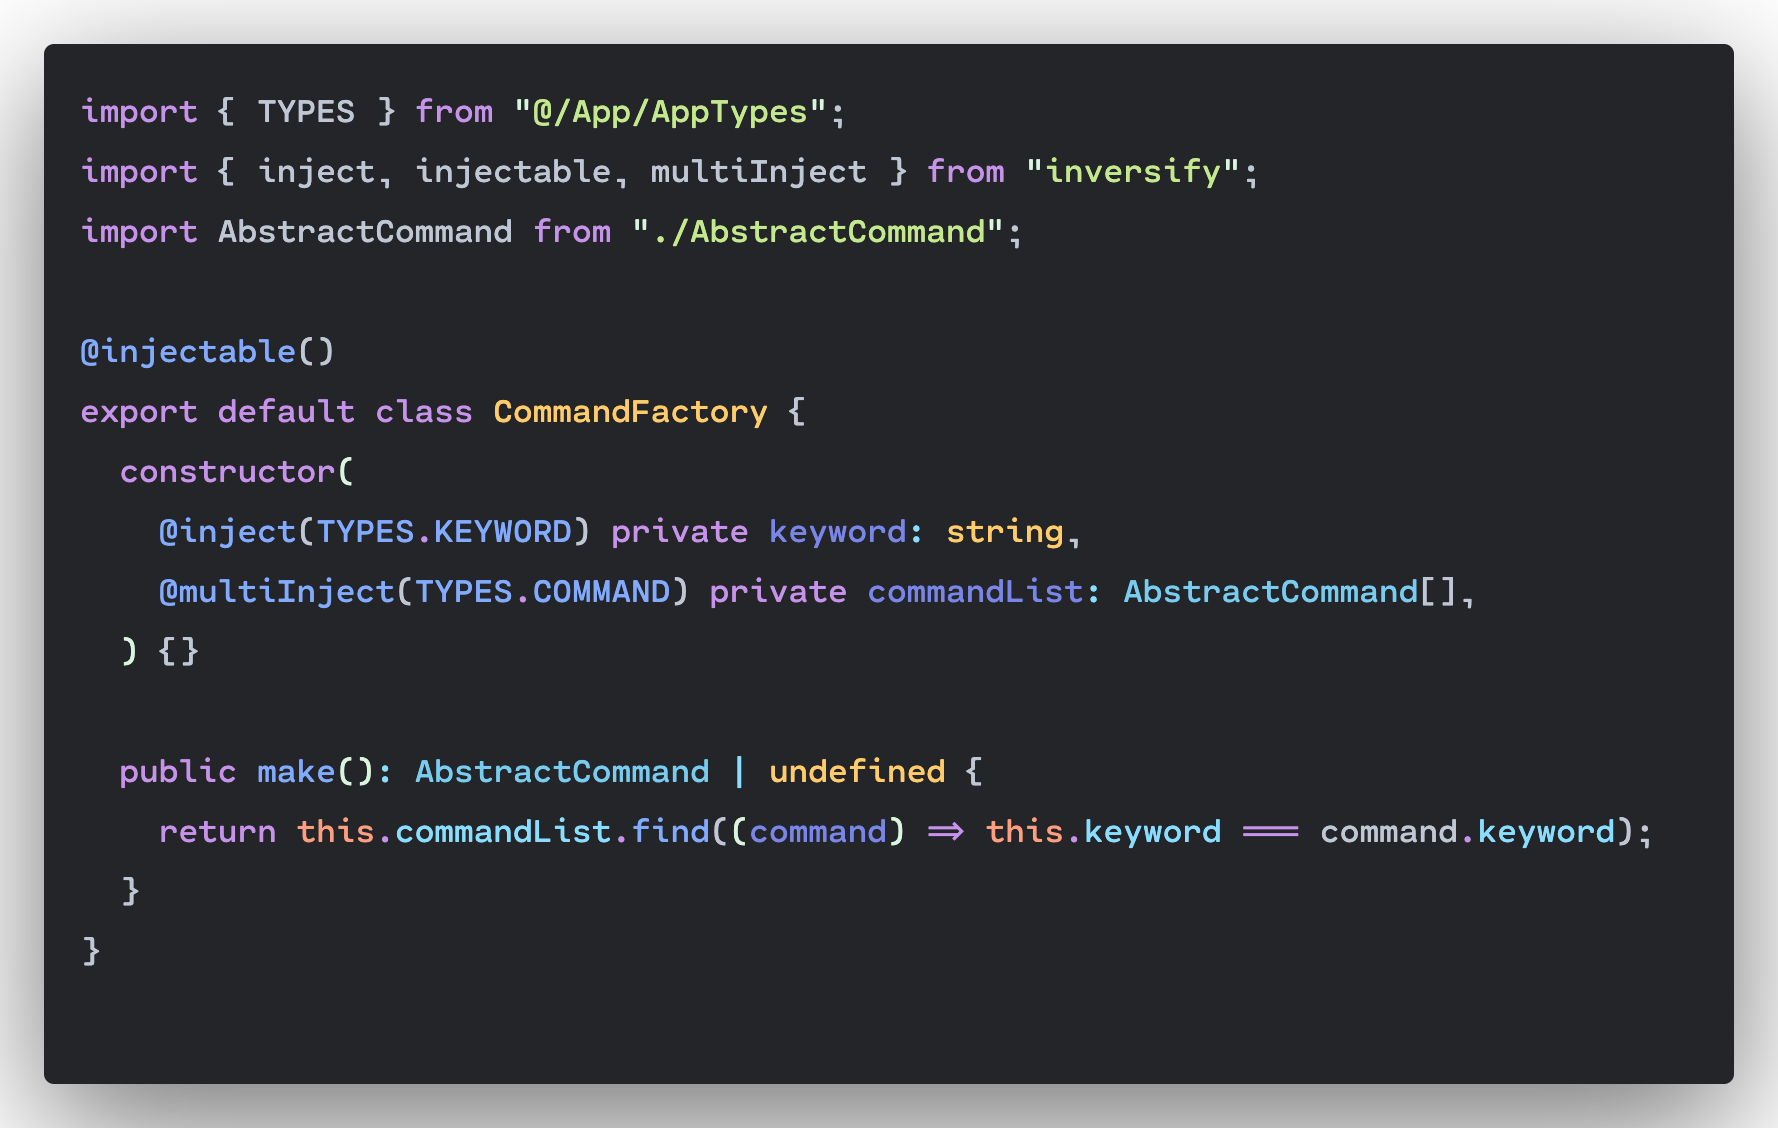 import { TYPES } from "@/App/AppTypes";
import { inject, injectable, multiInject } from "inversify";
import AbstractCommand from "./AbstractCommand";

@injectable()
export default class CommandFactory {
  constructor(
    @inject(TYPES.KEYWORD) private keyword: string,
    @multiInject(TYPES.COMMAND) private commandList: AbstractCommand[],
  ) {}

  public make(): AbstractCommand | undefined {
    return this.commandList.find((command) => this.keyword === command.keyword);
  }
}